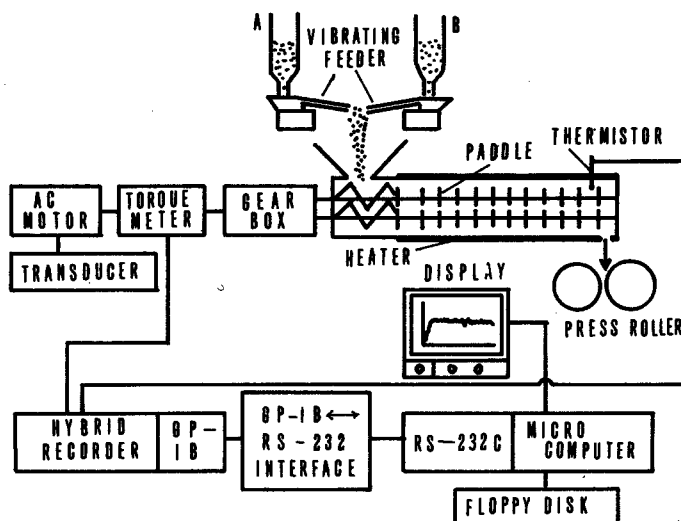 A
VIBRATING
FEEDER
B
THERMISTOR
PADDLE
AC
MOTOR
TORQUE
METER
GEAR
BOX
TRANSDUCER
HEATER
DISPLAY
PRESS ROLLER
HYBRID
RECORDER
GP-
IB
GP-IB ↔
RS-232
INTERFACE
RS-232C
MICRO
COMPUTER
FLOPPY DISK